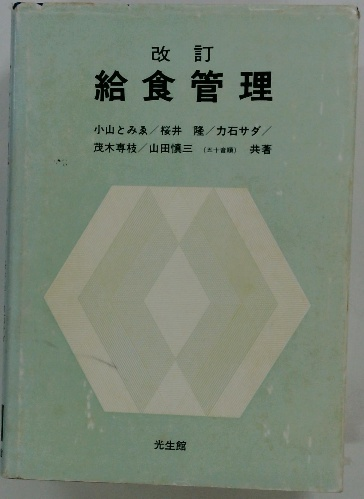 改訂
給食管理
小山とみゑ/桜井 隆/力石サダ/
茂木専枝/山田慎三 (五十音順) 共著
光生館